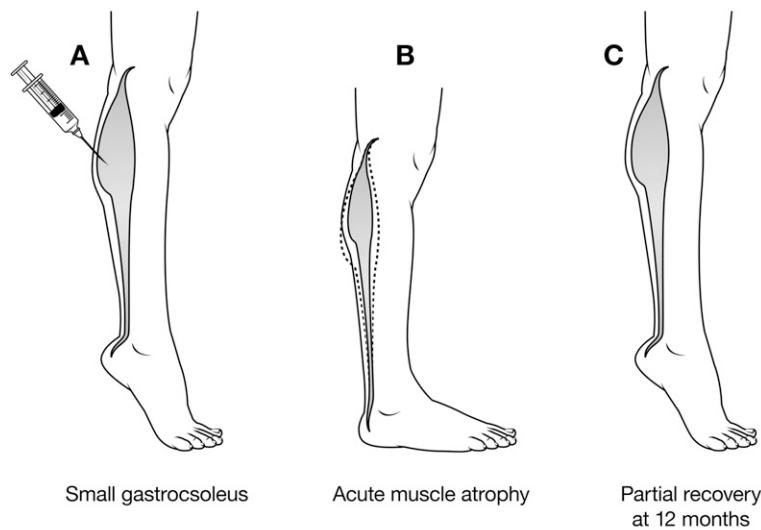 A
B
C
Small gastrocsoleus
Acute muscle atrophy
Partial recovery
at 12 months